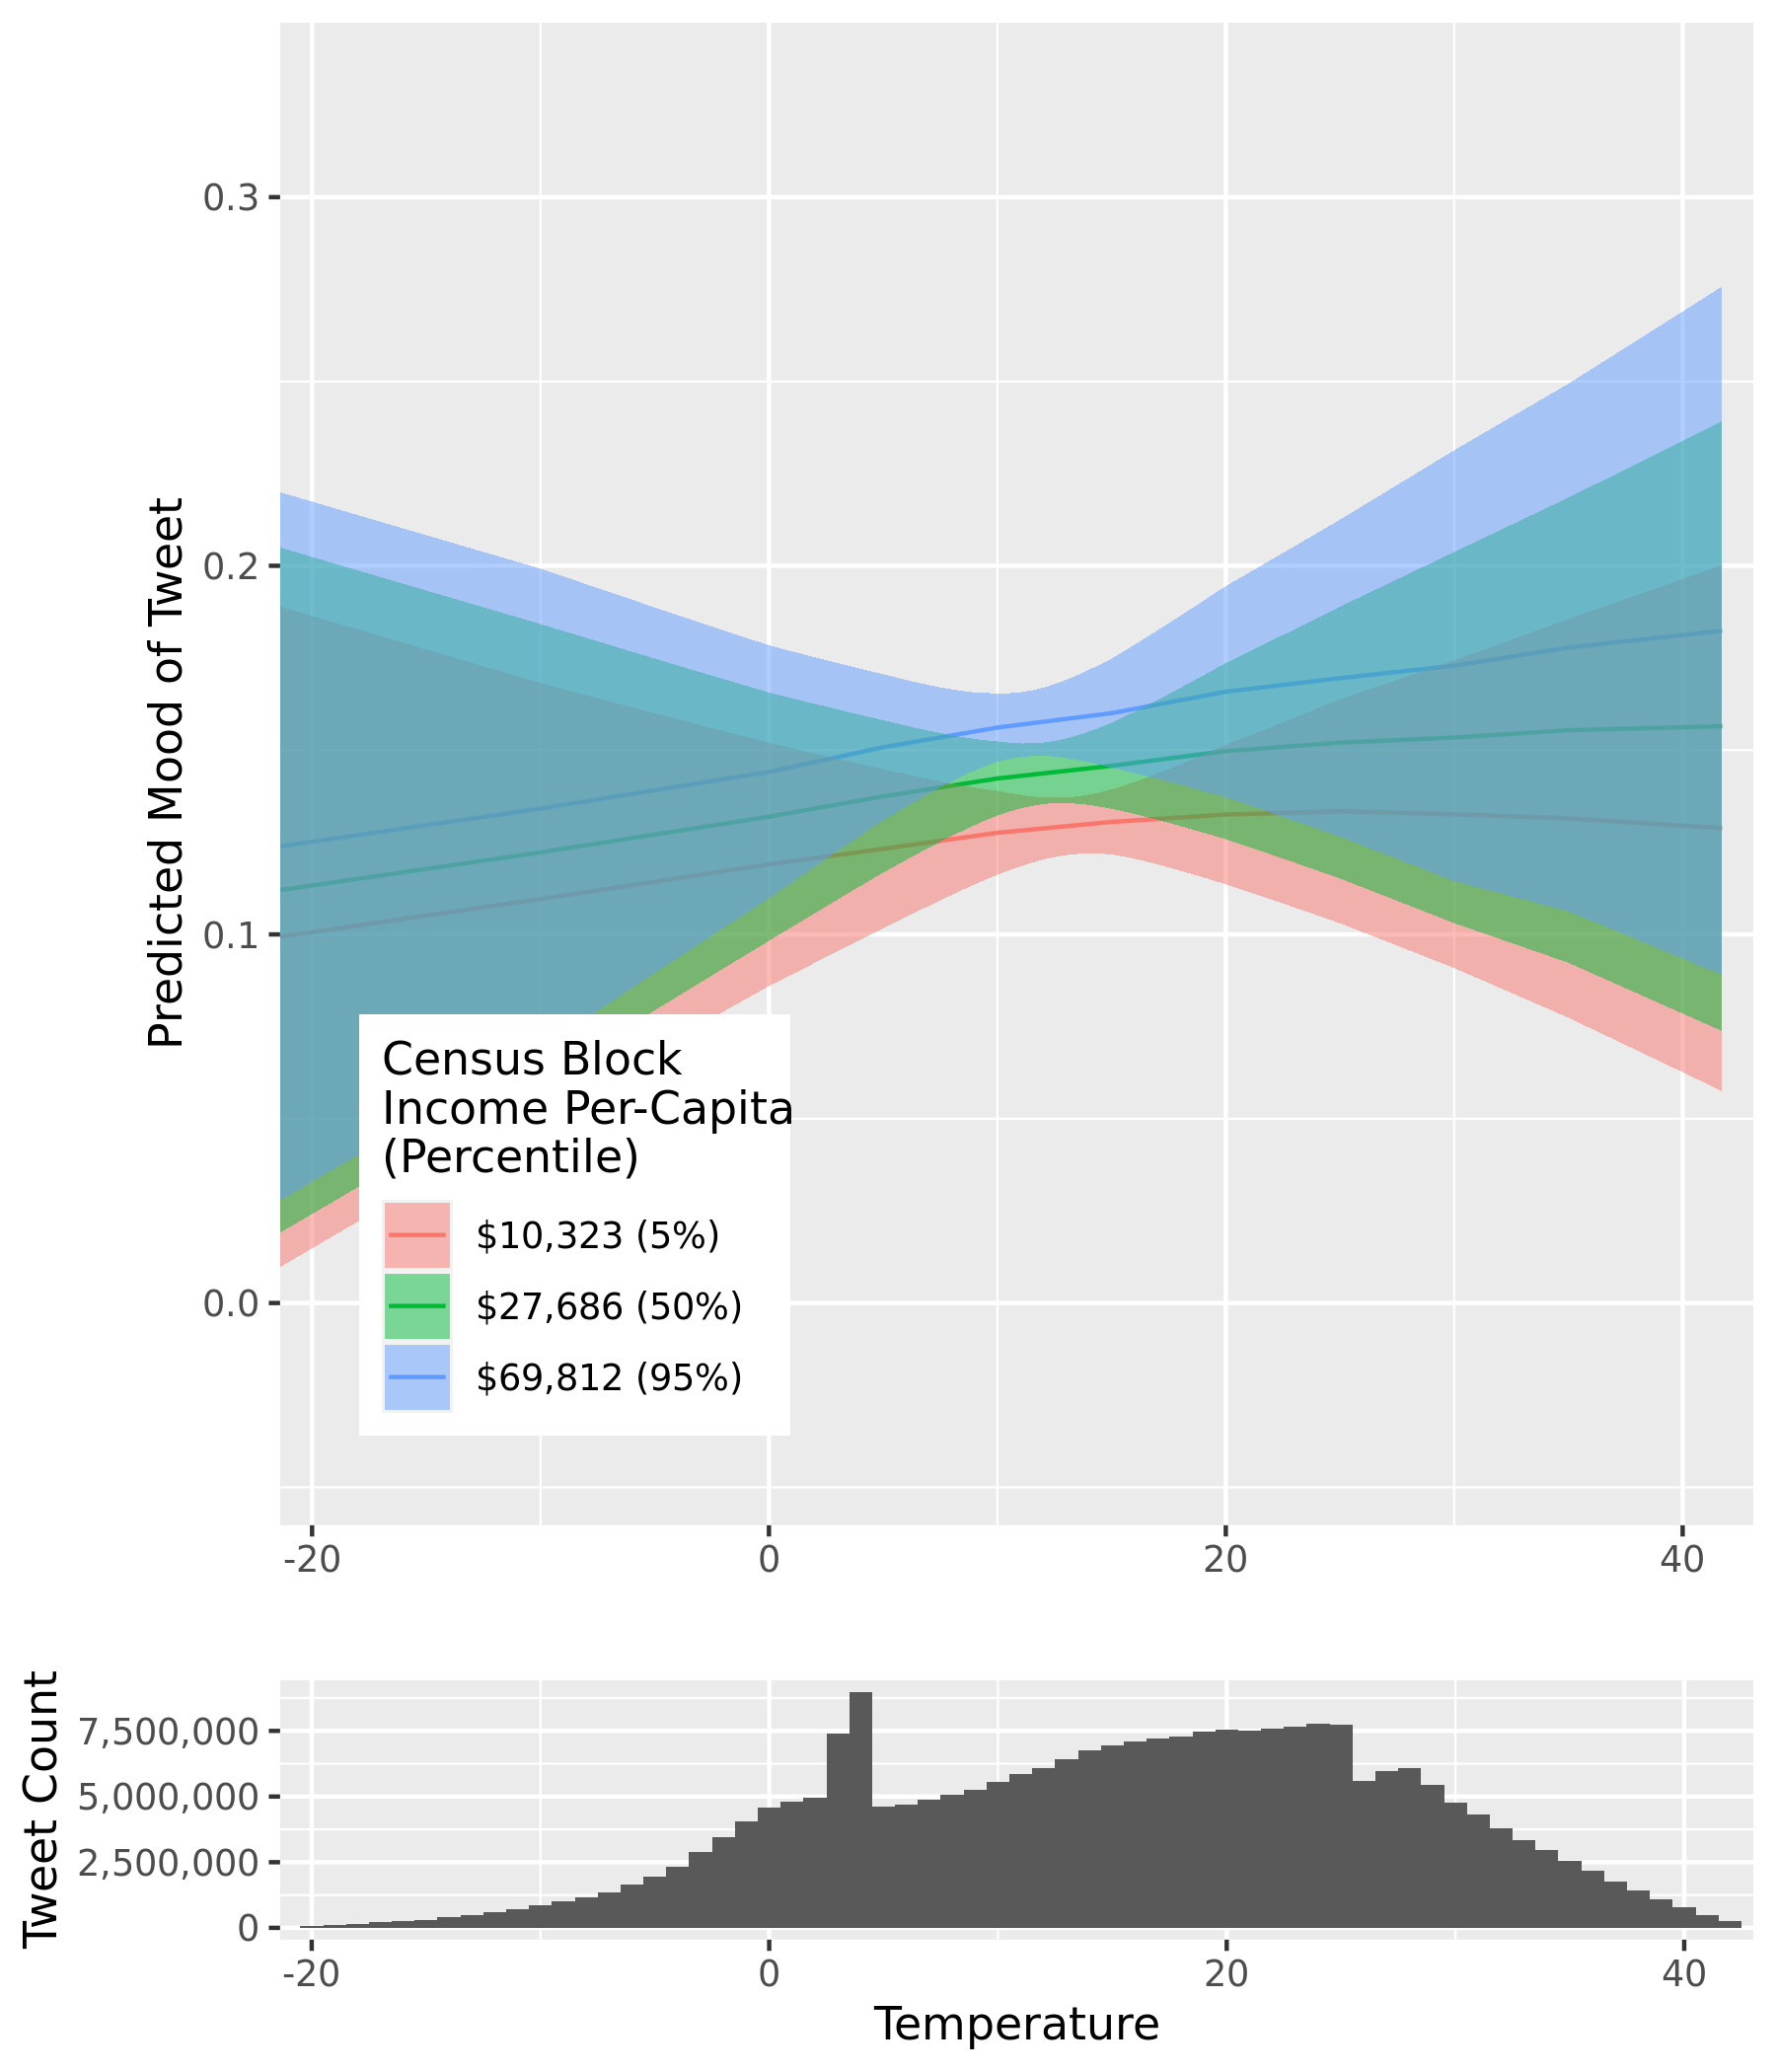 0.3
0.2
0.1
0.0
Predicted Mood of Tweet
Census Block
Income Per-Capita
(Percentile)
$10,323 (5%)
$27,686 (50%)
$69,812 (95%)
-20 0 20 40
Tweet Count
7,500,000
5,000,000
2,500,000
0
-20 0 20 40
Temperature